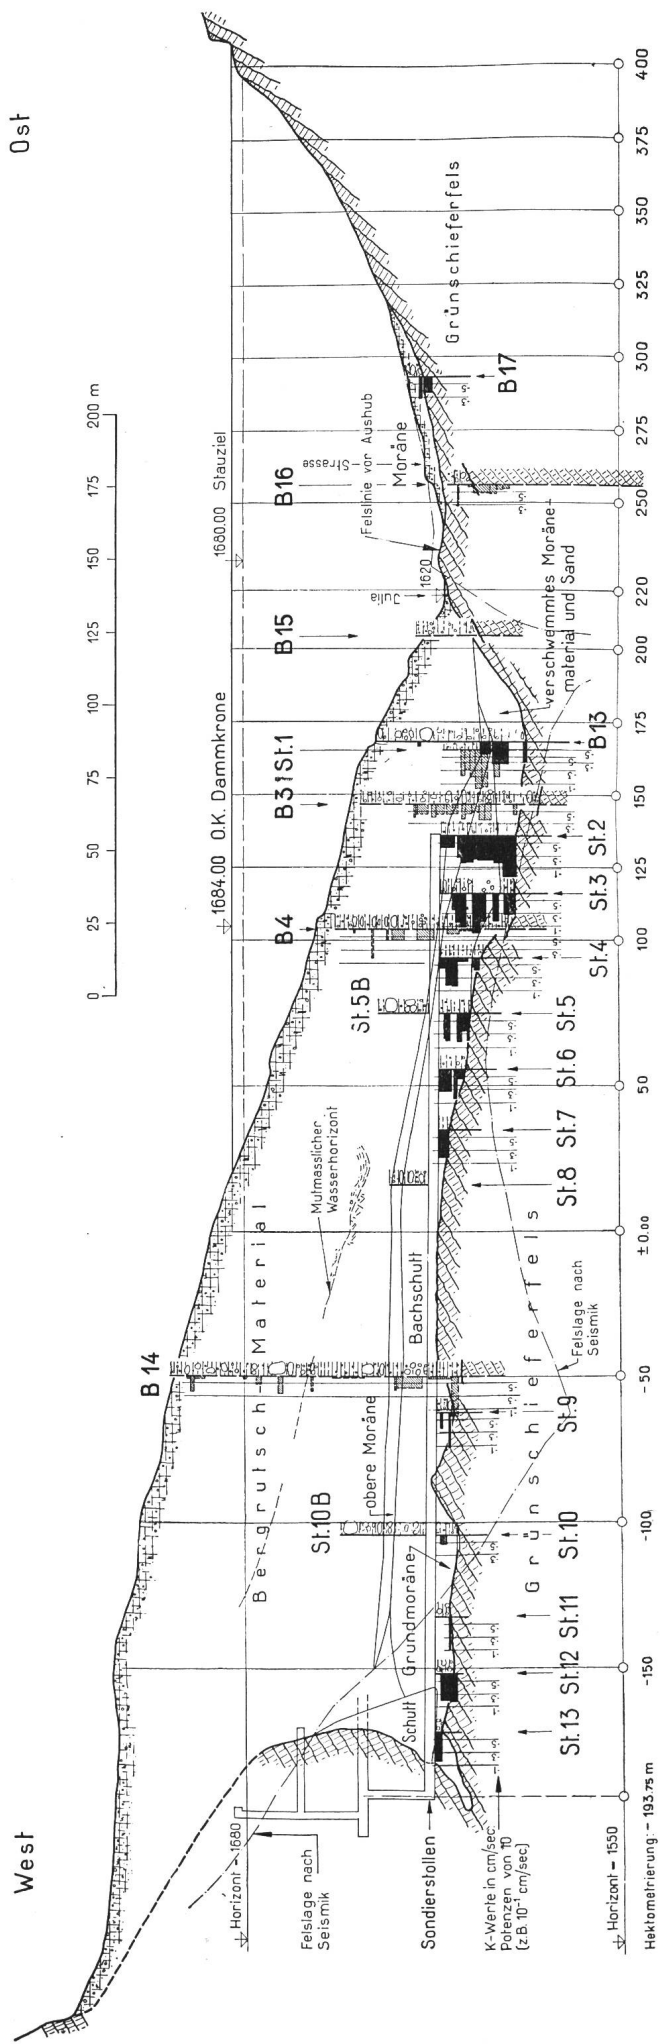 West
Ost
0 25 50 75 100 125 150 175 200 m
1684.00 O.K. Dammkrone
1680.00 Stauziel
B 14
B4
B31
St.1
B15
B16
B17
Horizont = 1680
Bergrutsch - Material
Mutmasslicher
Wasserhorizont
St.10B
St.5B
obere Moräne
Bachschutt
Felslage nach
Seismik
Schutt
Grundmoräne
Sondierstollen
Julia
1620
Felslinie vor Aushub
Strasse
Moräne
Grünschieferfels
verschwemmtes Moräne-
material und Sand
B13
K-Werte in cm/sec.
Potenzen von 10
(z.B. 10⁻¹ cm/sec)
St.13
St.12
St.11
St.10
St.9
St.8
St.7
St.6
St.5
St.4
St.3
St.2
Grünschieferfels
Felslage nach
Seismik
Horizont = 1550
Hektometrierung: - 193.75 m
-150
-100
- 50
± 0.00
50
100
125
150
175
200
220
250
275
300
325
350
375
400